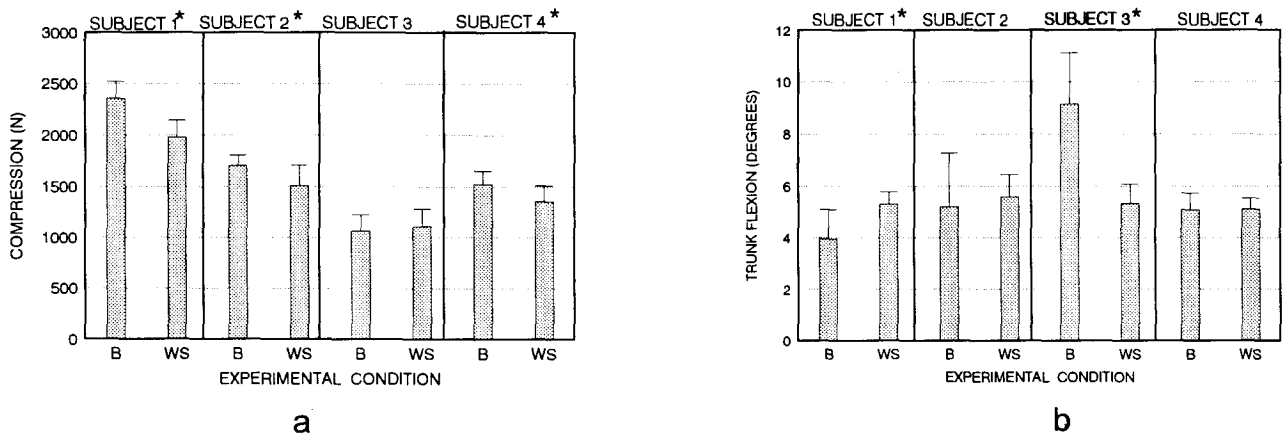 SUBJECT 1* SUBJECT 2* SUBJECT 3 SUBJECT 4*
3000
2500
2000
1500
1000
500
0
COMPRESSION (N)
B WS B WS B WS B WS
EXPERIMENTAL CONDITION
a
SUBJECT 1* SUBJECT 2 SUBJECT 3* SUBJECT 4
12
10
8
6
4
2
0
TRUNK FLEXION (DEGREES)
B WS B WS B WS B WS
EXPERIMENTAL CONDITION
b